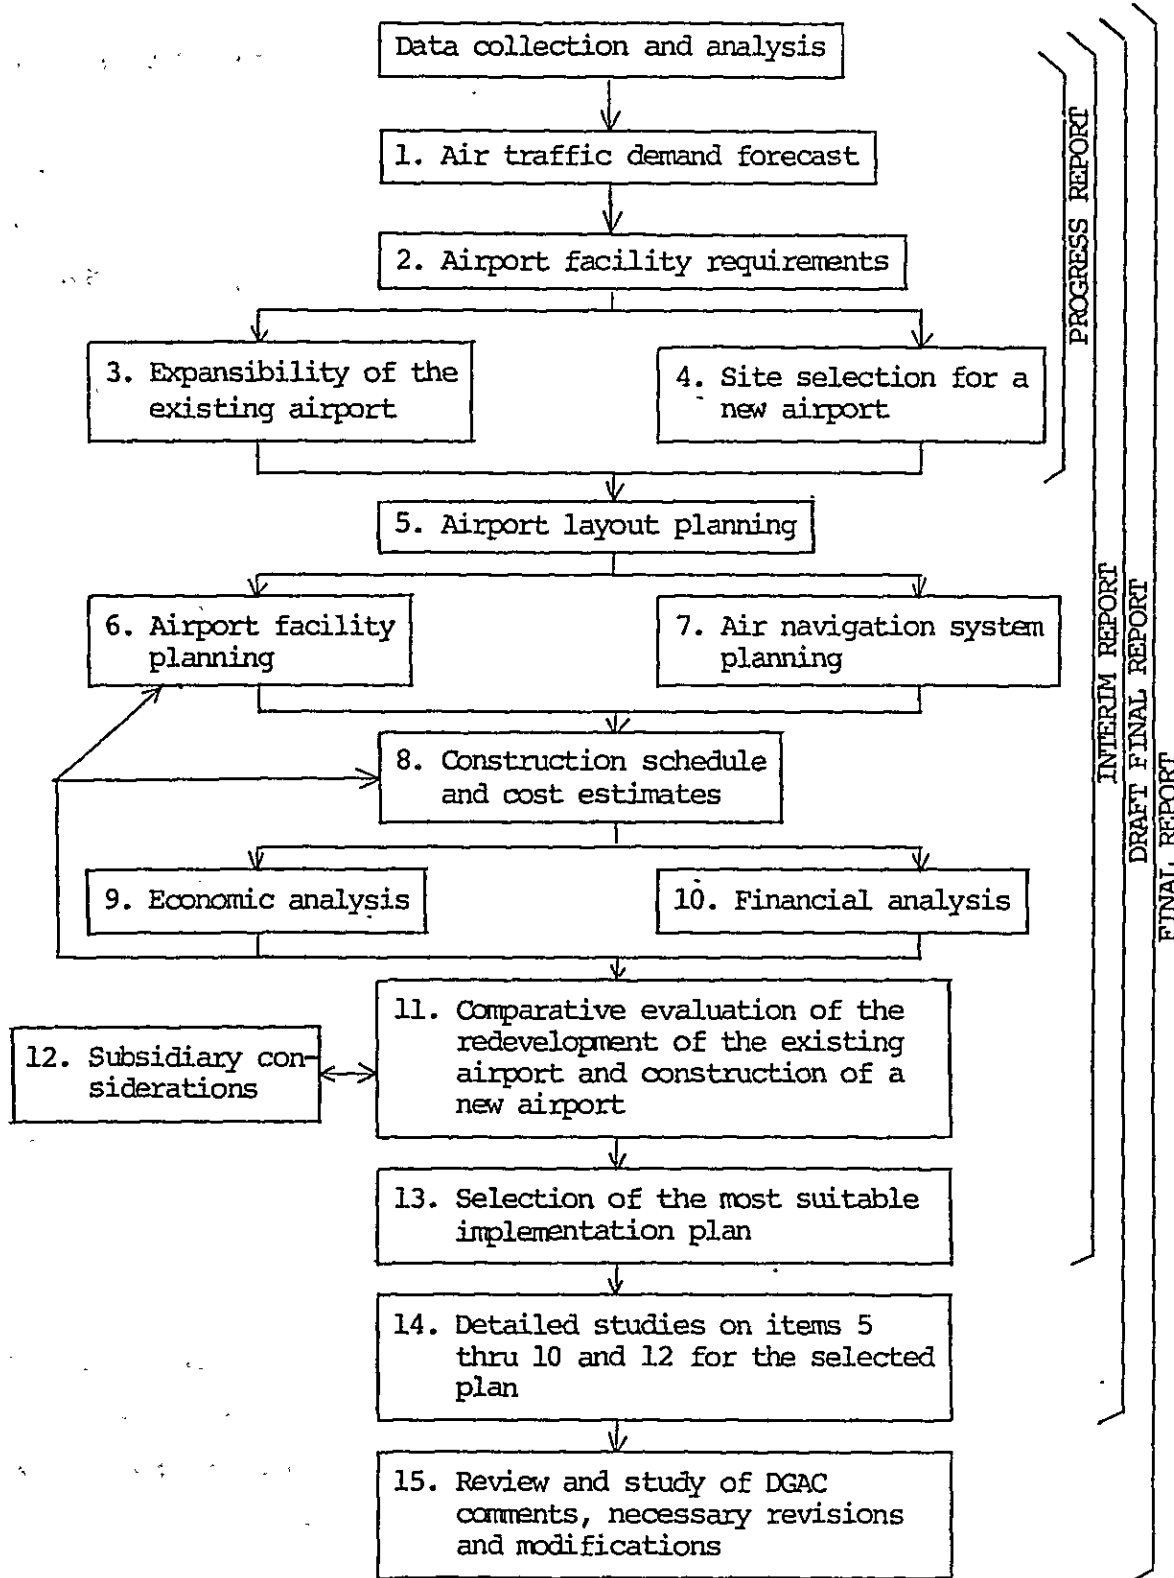 Data collection and analysis
1. Air traffic demand forecast
2. Airport facility requirements
3. Expansibility of the
existing airport
4. Site selection for a
new airport
5. Airport layout planning
6. Airport facility
planning
7. Air navigation system
planning
8. Construction schedule
and cost estimates
9. Economic analysis
10. Financial analysis
11. Comparative evaluation of the
redevelopment of the existing
airport and construction of a
new airport
12. Subsidiary con-
siderations
13. Selection of the most suitable
implementation plan
14. Detailed studies on items 5
thru 10 and 12 for the selected
plan
15. Review and study of DGAC
comments, necessary revisions
and modifications
PROGRESS REPORT
INTERIM REPORT
DRAFT FINAL REPORT
FINAL REPORT